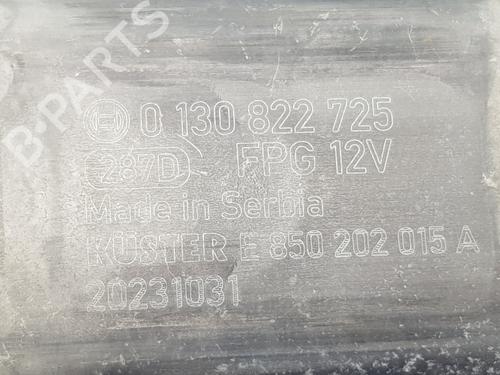 B-PARTS
0 130 822 725
287D FPG 12V
Made in Serbia
KÜSTER E 850 202 015 A
20231031